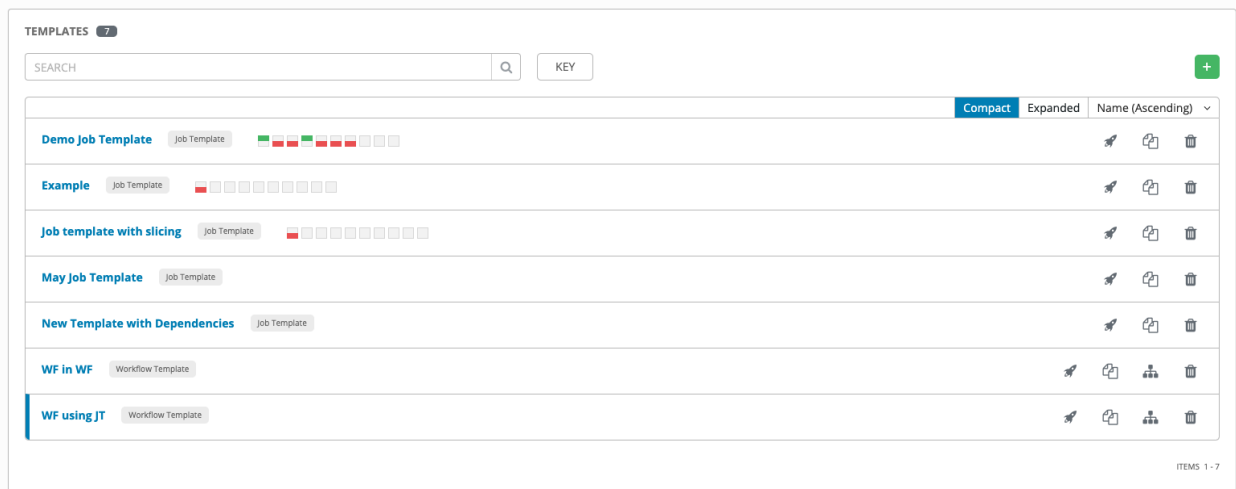 TEMPLATES 7
SEARCH KEY +
Compact Expanded Name (Ascending)
Demo Job Template Job Template
Example Job Template
Job template with slicing Job Template
May Job Template Job Template
New Template with Dependencies Job Template
WF in WF Workflow Template
WF using JT Workflow Template
ITEMS 1 - 7